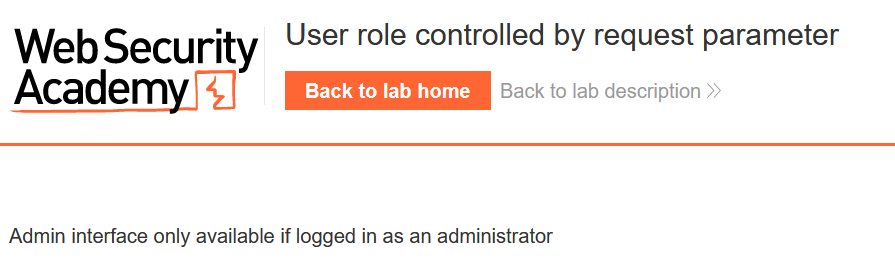 Web Security
Academy
User role controlled by request parameter
Back to lab home
Back to lab description
Admin interface only available if logged in as an administrator